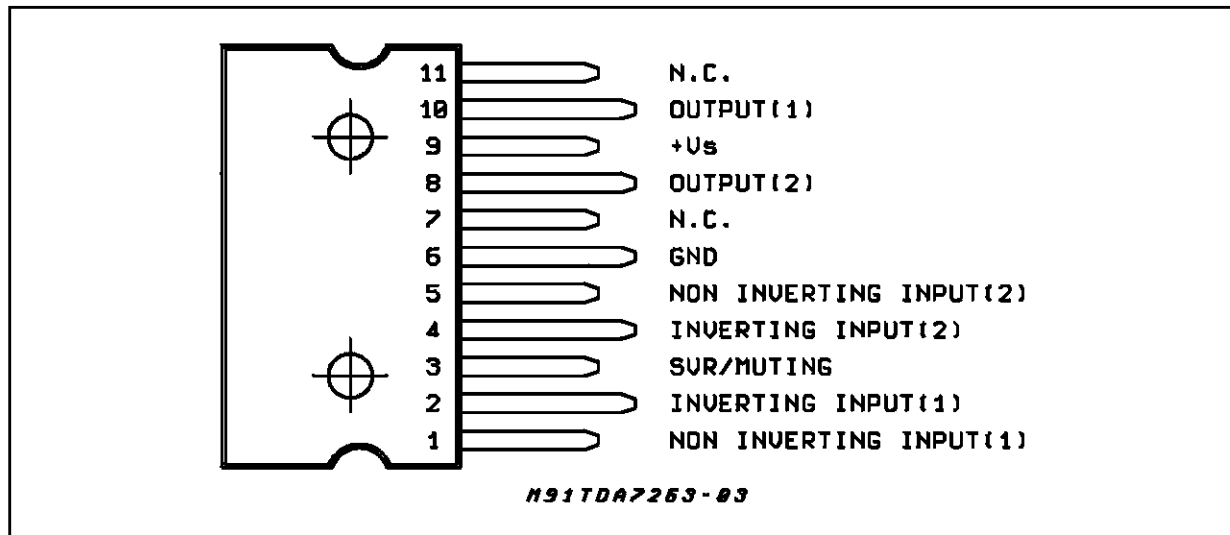 11 N.C.
10 OUTPUT(1)
9 +Vs
8 OUTPUT(2)
7 N.C.
6 GND
5 NON INVERTING INPUT(2)
4 INVERTING INPUT(2)
3 SVR/MUTING
2 INVERTING INPUT(1)
1 NON INVERTING INPUT(1)
M91TDA7263-03